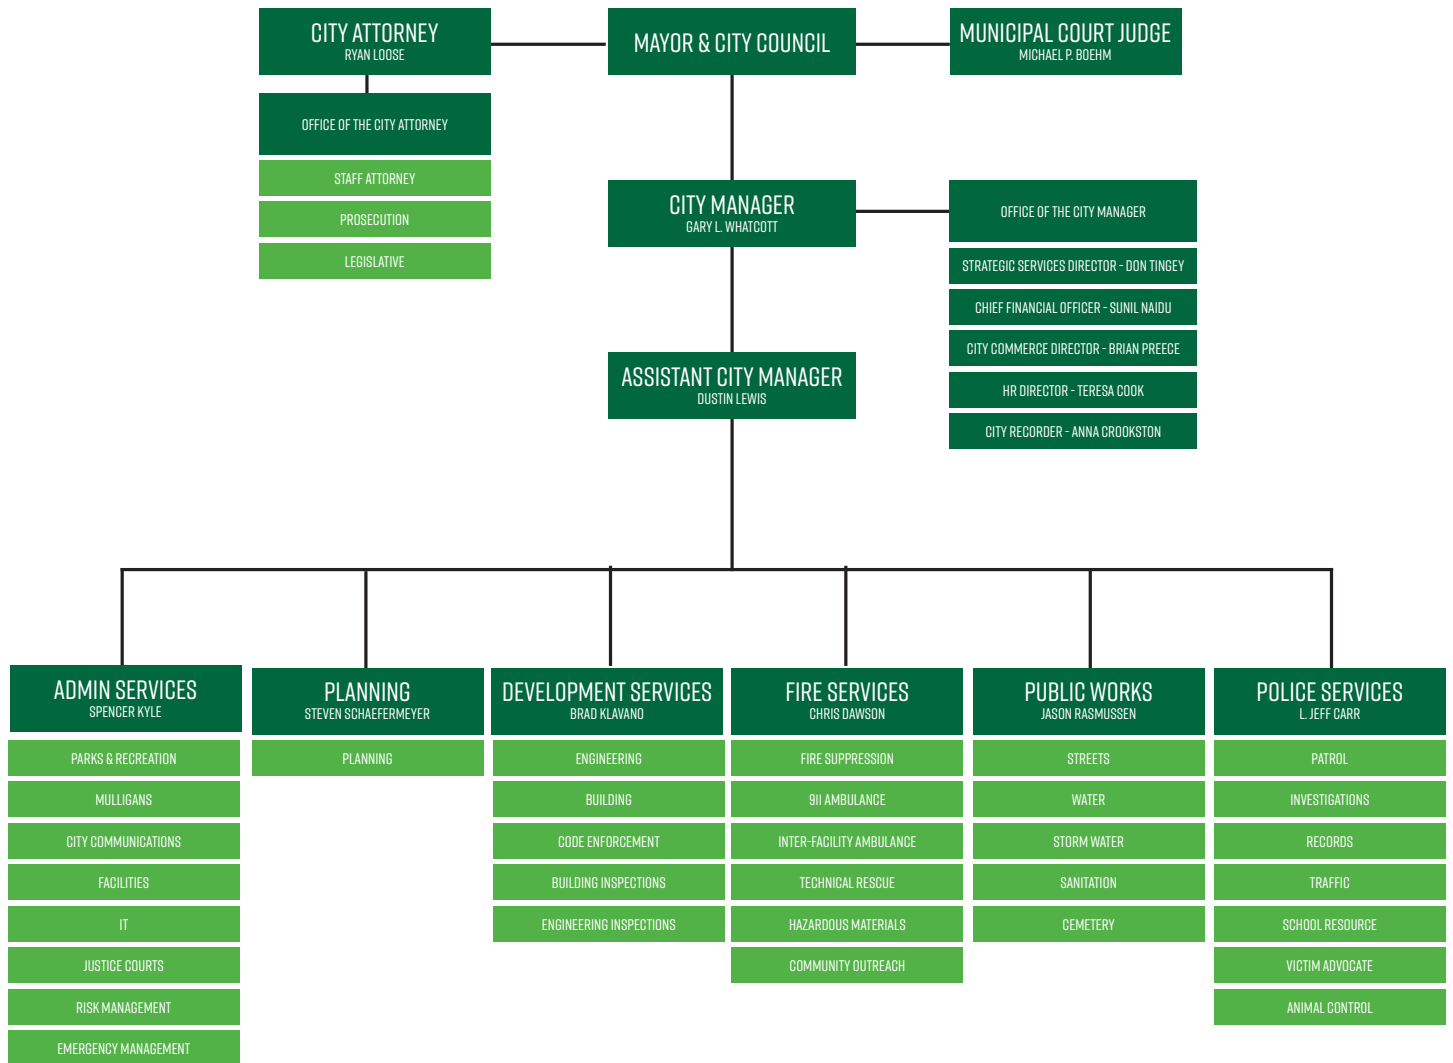 CITY ATTORNEY
RYAN LOOSE
MAYOR & CITY COUNCIL
MUNICIPAL COURT JUDGE
MICHAEL P. BOEHM
OFFICE OF THE CITY ATTORNEY
STAFF ATTORNEY
PROSECUTION
LEGISLATIVE
CITY MANAGER
GARY L. WHATCOTT
OFFICE OF THE CITY MANAGER
STRATEGIC SERVICES DIRECTOR - DON TINGEY
CHIEF FINANCIAL OFFICER - SUNIL NAIDU
CITY COMMERCE DIRECTOR - BRIAN PREECE
HR DIRECTOR - TERESA COOK
CITY RECORDER - ANNA CROOKSTON
ASSISTANT CITY MANAGER
DUSTIN LEWIS
ADMIN SERVICES
SPENCER KYLE
PARKS & RECREATION
MULLIGANS
CITY COMMUNICATIONS
FACILITIES
IT
JUSTICE COURTS
RISK MANAGEMENT
EMERGENCY MANAGEMENT
PLANNING
STEVEN SCHAEFERMEYER
PLANNING
DEVELOPMENT SERVICES
BRAD KLAVANO
ENGINEERING
BUILDING
CODE ENFORCEMENT
BUILDING INSPECTIONS
ENGINEERING INSPECTIONS
FIRE SERVICES
CHRIS DAWSON
FIRE SUPPRESSION
911 AMBULANCE
INTER-FACILITY AMBULANCE
TECHNICAL RESCUE
HAZARDOUS MATERIALS
COMMUNITY OUTREACH
PUBLIC WORKS
JASON RASMUSSEN
STREETS
WATER
STORM WATER
SANITATION
CEMETERY
POLICE SERVICES
L. JEFF CARR
PATROL
INVESTIGATIONS
RECORDS
TRAFFIC
SCHOOL RESOURCE
VICTIM ADVOCATE
ANIMAL CONTROL